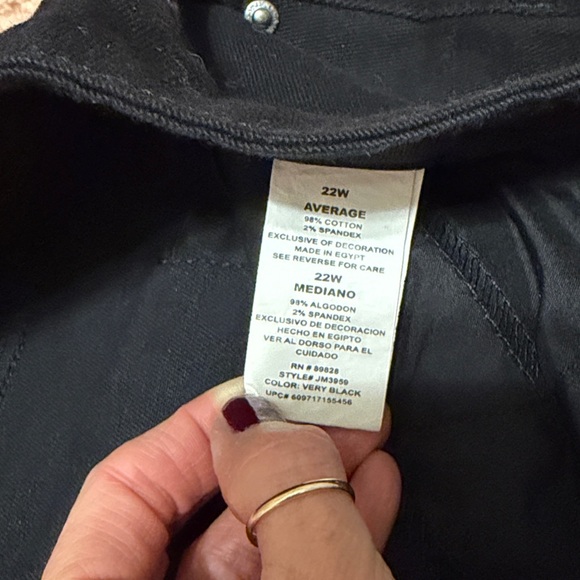 22W
AVERAGE
98% COTTON
2% SPANDEX
EXCLUSIVE OF DECORATION
MADE IN EGYPT
SEE REVERSE FOR CARE
22W
MEDIANO
98% ALGODON
2% SPANDEX
EXCLUSIVO DE DECORACION
HECHO EN EGIPTO
VER AL DORSO PARA EL
CUIDADO
RN # 89828
STYLE# JM3959
COLOR: VERY BLACK
UPC# 609717155456